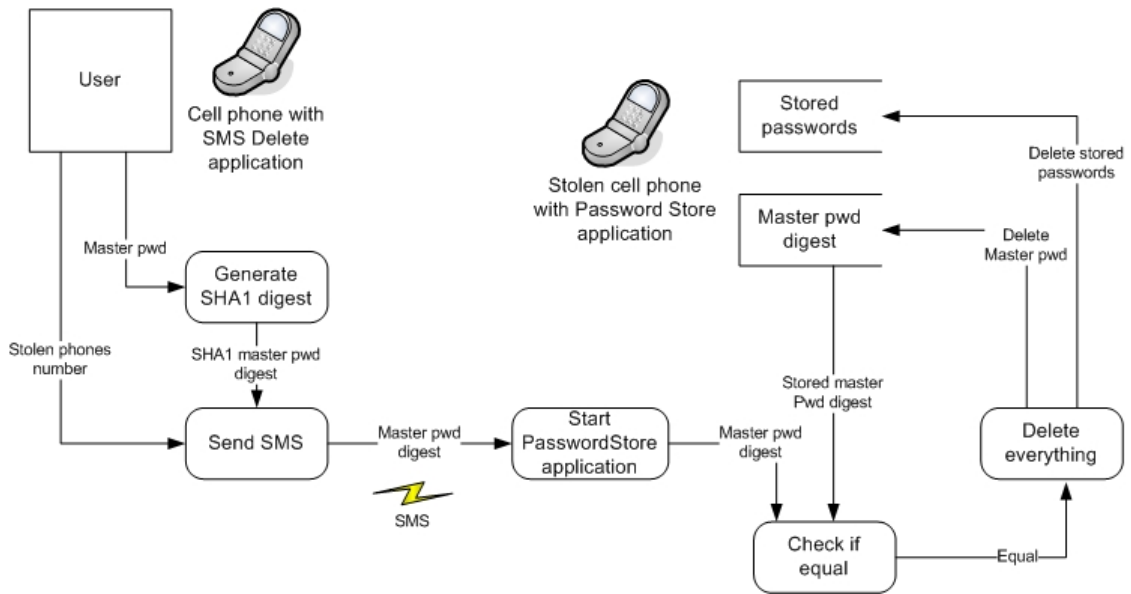 User
Cell phone with
SMS Delete
application
Stolen cell phone
with Password Store
application
Stored
passwords
Delete stored
passwords
Master pwd
digest
Delete
Master pwd
Master pwd
Generate
SHA1 digest
Stolen phones
number
SHA1 master pwd
digest
Stored master
Pwd digest
Send SMS
Master pwd
digest
SMS
Start
PasswordStore
application
Master pwd
digest
Delete
everything
Check if
equal
Equal